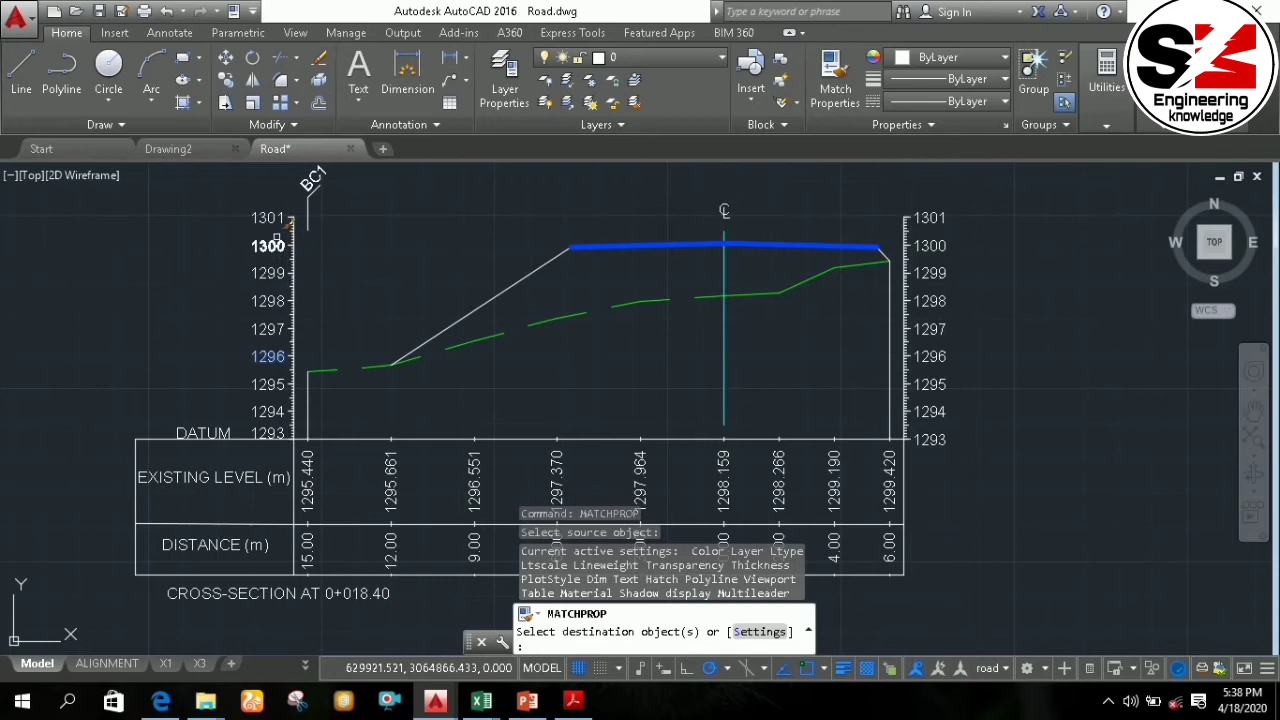 Autodesk AutoCAD 2016 Road.dwg
Type a keyword or phrase
Sign In
Home Insert Annotate Parametric View Manage Output Add-ins A360 Express Tools Featured Apps BIM 360
SZ
Engineering
knowledge
Line Polyline Circle Arc
Text Dimension
Layer
Properties
0
Insert
Match
Properties
ByLayer
ByLayer
ByLayer
Group
Utilities
Draw Modify Annotation Layers Block Properties Groups
Start Drawing2 Road*
[−][Top][2D Wireframe]
BC1
N
W TOP E
S
WCS
1301 1301
1300 1300
1299 1299
1298 1298
1297 1297
1296 1296
1295 1295
1294 1294
DATUM 1293 1293
EXISTING LEVEL (m) 1295.440 1295.661 1296.551 1297.370 1297.964 1298.159 1298.266 1299.190 1299.420
DISTANCE (m) 15.00 12.00 9.00 4.00 6.00
CROSS-SECTION AT 0+018.40
Command: MATCHPROP
Select source object:
Current active settings: Color Layer Ltype
Ltscale Lineweight Transparency Thickness
PlotStyle Dim Text Hatch Polyline Viewport
Table Material Shadow display Multileader
MATCHPROP
Select destination object(s) or [Settings]
:
Y
X
Model ALIGNMENT X1 X3
629921.521, 3064866.433, 0.000 MODEL
road
5:38 PM
4/18/2020